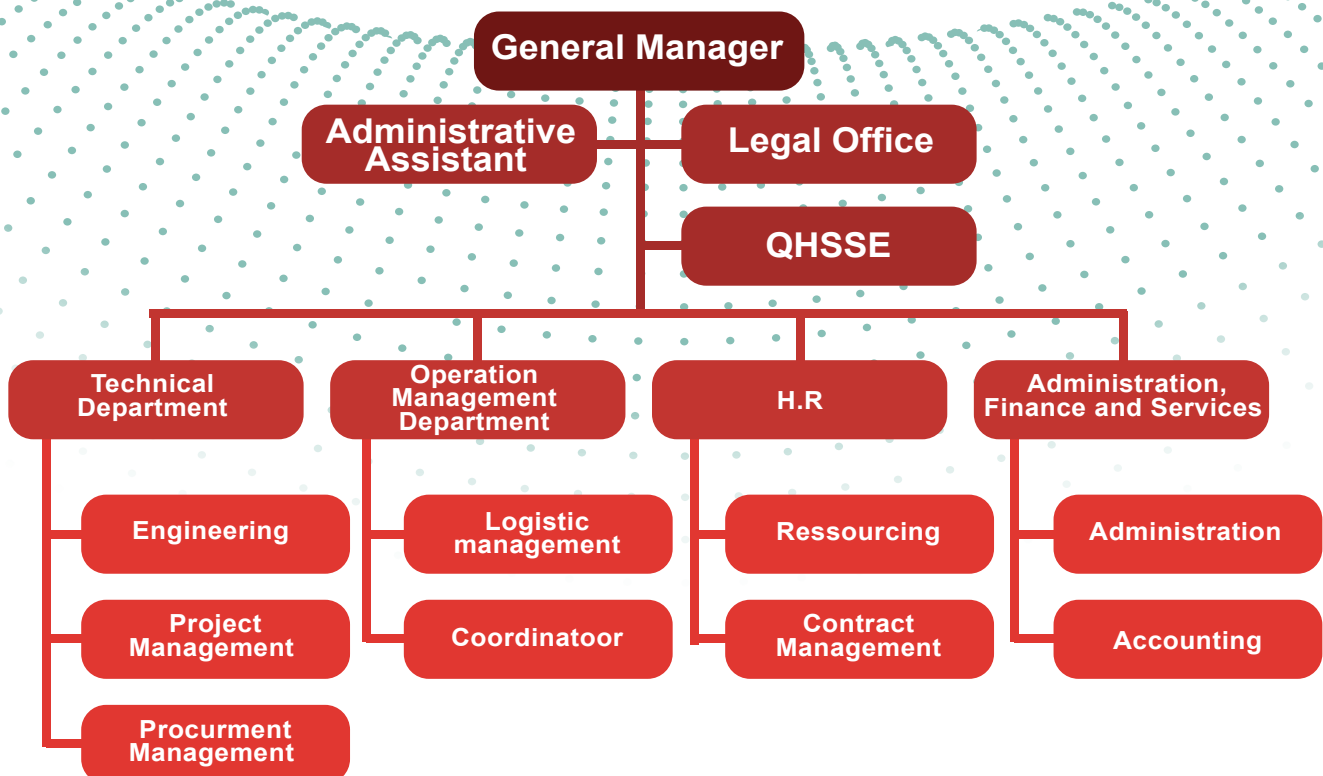 General Manager
Administrative
Assistant
Legal Office
QHSSE
Technical
Department
Operation
Management
Department
H.R
Administration,
Finance and Services
Engineering
Logistic
management
Ressourcing
Administration
Project
Management
Coordinatoor
Contract
Management
Accounting
Procurment
Management